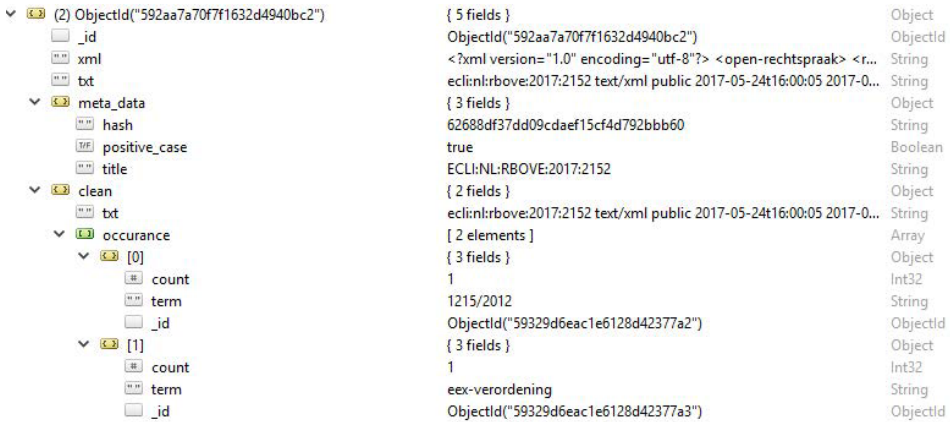 (2) ObjectId("592aa7a70f7f1632d4940bc2") { 5 fields } Object
_id ObjectId("592aa7a70f7f1632d4940bc2") ObjectId
"" xml <?xml version="1.0" encoding="utf-8"?> <open-rechtspraak> <r... String
"" txt ecli:nl:rbove:2017:2152 text/xml public 2017-05-24t16:00:05 2017-0... String
meta_data { 3 fields } Object
"" hash 62688df37dd09cdaef15cf4d792bbb60 String
T/F positive_case true Boolean
"" title ECLI:NL:RBOVE:2017:2152 String
clean { 2 fields } Object
"" txt ecli:nl:rbove:2017:2152 text/xml public 2017-05-24t16:00:05 2017-0... String
occurance [ 2 elements ] Array
[0] { 3 fields } Object
# count 1 Int32
"" term 1215/2012 String
_id ObjectId("59329d6eac1e6128d42377a2") ObjectId
[1] { 3 fields } Object
# count 1 Int32
"" term eex-verordening String
_id ObjectId("59329d6eac1e6128d42377a3") ObjectId